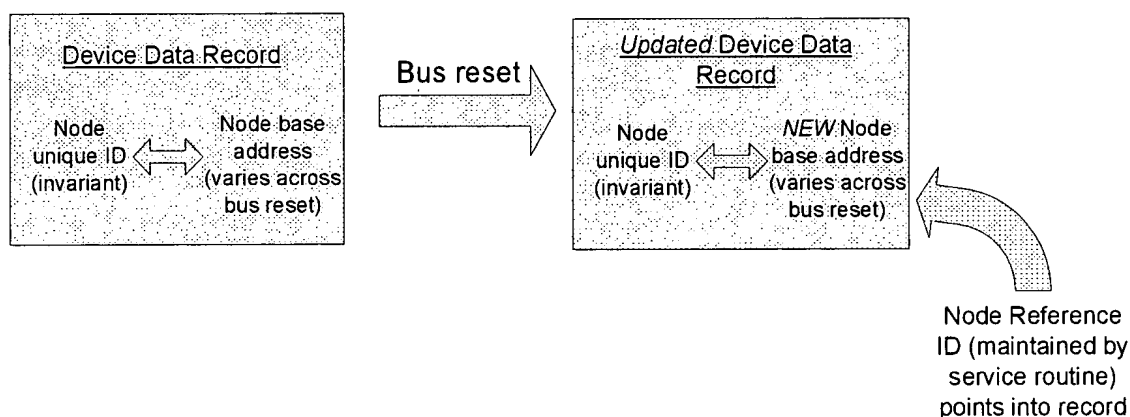 Device Data Record
Node
unique ID
(invariant)
Node base
address
(varies across
bus reset)
Bus reset
Updated Device Data
Record
Node
unique ID
(invariant)
NEW Node
base address
(varies across
bus reset)
Node Reference
ID (maintained by
service routine)
points into record